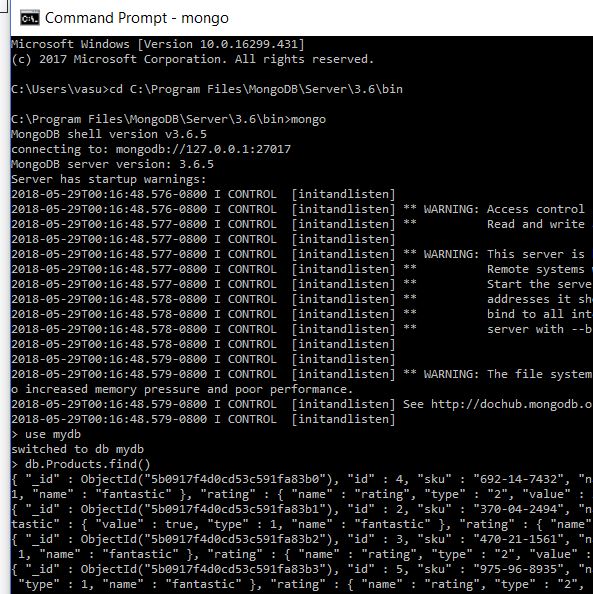 Command Prompt - mongo
Microsoft Windows [Version 10.0.16299.431]
(c) 2017 Microsoft Corporation. All rights reserved.
C:\Users\vasu>cd C:\Program Files\MongoDB\Server\3.6\bin
C:\Program Files\MongoDB\Server\3.6\bin>mongo
MongoDB shell version v3.6.5
connecting to: mongodb://127.0.0.1:27017
MongoDB server version: 3.6.5
Server has startup warnings:
2018-05-29T00:16:48.576-0800 I CONTROL  [initandlisten]
2018-05-29T00:16:48.576-0800 I CONTROL  [initandlisten] ** WARNING: Access control
2018-05-29T00:16:48.577-0800 I CONTROL  [initandlisten] **          Read and write
2018-05-29T00:16:48.577-0800 I CONTROL  [initandlisten]
2018-05-29T00:16:48.577-0800 I CONTROL  [initandlisten] ** WARNING: This server is
2018-05-29T00:16:48.577-0800 I CONTROL  [initandlisten] **          Remote systems
2018-05-29T00:16:48.577-0800 I CONTROL  [initandlisten] **          Start the serve
2018-05-29T00:16:48.578-0800 I CONTROL  [initandlisten] **          addresses it sh
2018-05-29T00:16:48.578-0800 I CONTROL  [initandlisten] **          bind to all int
2018-05-29T00:16:48.578-0800 I CONTROL  [initandlisten] **          server with --b
2018-05-29T00:16:48.578-0800 I CONTROL  [initandlisten]
2018-05-29T00:16:48.579-0800 I CONTROL  [initandlisten]
2018-05-29T00:16:48.579-0800 I CONTROL  [initandlisten] ** WARNING: The file system
o increased memory pressure and poor performance.
2018-05-29T00:16:48.579-0800 I CONTROL  [initandlisten] See http://dochub.mongodb.o
2018-05-29T00:16:48.579-0800 I CONTROL  [initandlisten]
> use mydb
switched to db mydb
> db.Products.find()
{ "_id" : ObjectId("5b0917f4d0cd53c591fa83b0"), "id" : 4, "sku" : "692-14-7432", "n
1, "name" : "fantastic" }, "rating" : { "name" : "rating", "type" : "2", "value" :
{ "_id" : ObjectId("5b0917f4d0cd53c591fa83b1"), "id" : 2, "sku" : "370-04-2494", "n
tastic" : { "value" : true, "type" : 1, "name" : "fantastic" }, "rating" : { "name"
{ "_id" : ObjectId("5b0917f4d0cd53c591fa83b2"), "id" : 3, "sku" : "470-21-1561", "n
 1, "name" : "fantastic" }, "rating" : { "name" : "rating", "type" : "2", "value" :
{ "_id" : ObjectId("5b0917f4d0cd53c591fa83b3"), "id" : 5, "sku" : "975-96-8935", "n
 "type" : 1, "name" : "fantastic" }, "rating" : { "name" : "rating", "type" : "2",